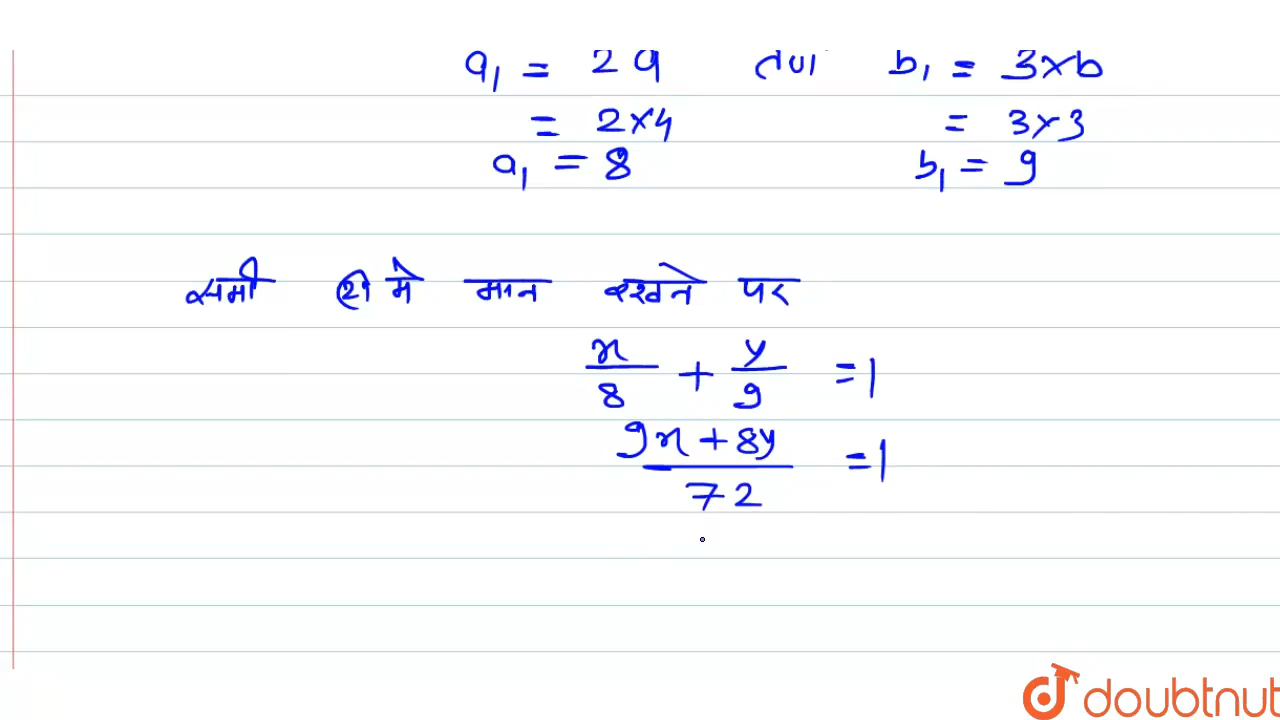 a₁ = 2a तथा b₁ = 3×b
= 2×4 = 3×3
a₁ = 8 b₁ = 9
समी (i) मे मान रखने पर
x/8 + y/9 = 1
9x + 8y/72 = 1
doubtnut